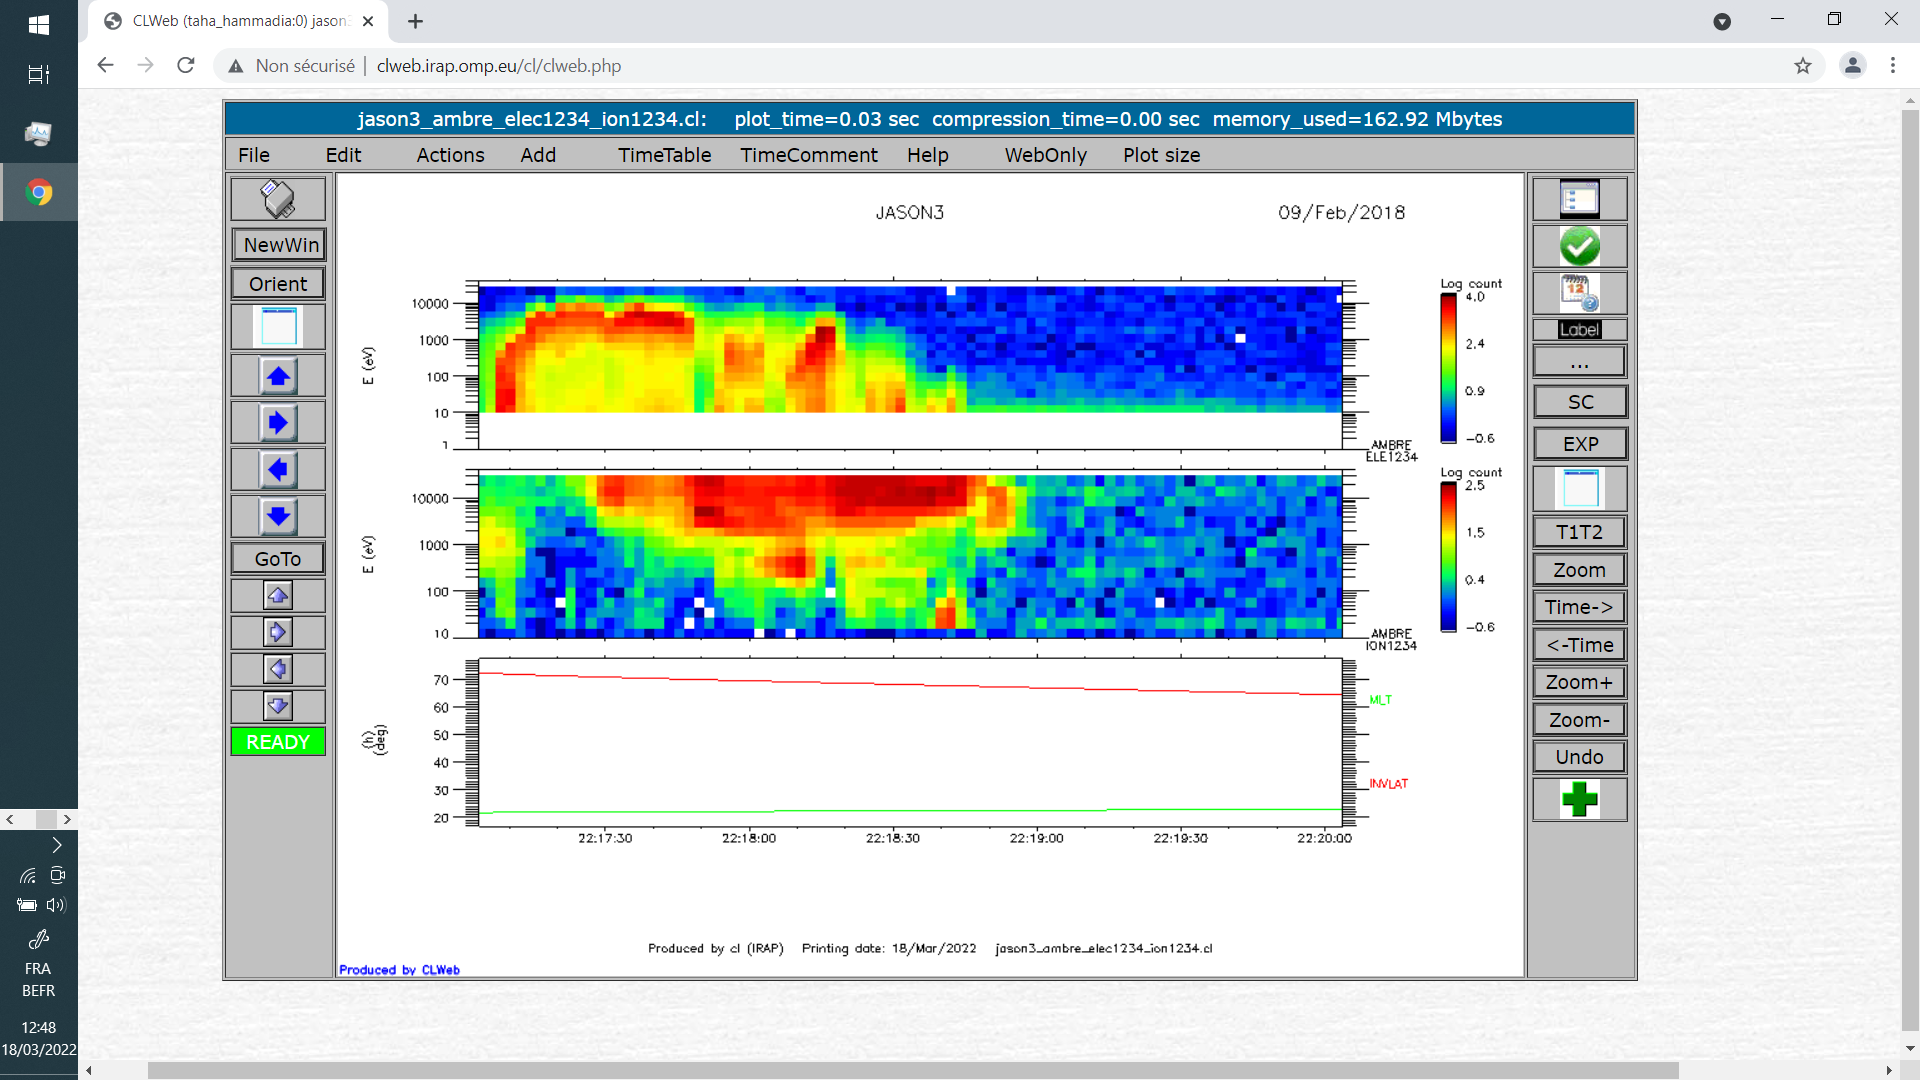 CLWeb (taha_hammadia:0) jason3
Non sécurisé | clweb.irap.omp.eu/cl/clweb.php
jason3_ambre_elec1234_ion1234.cl: plot_time=0.03 sec compression_time=0.00 sec memory_used=162.92 Mbytes
File Edit Actions Add TimeTable TimeComment Help WebOnly Plot size
NewWin
Orient
GoTo
READY
JASON3
09/Feb/2018
E (eV)
10000
1000
100
10
1
AMBRE
ELE1234
Log count
4.0
2.4
0.9
-0.6
E (eV)
10000
1000
100
10
AMBRE
ION1234
Log count
2.5
1.5
0.4
-0.6
(h)
(deg)
70
60
50
40
30
20
MLT
INVLAT
22:17:30 22:18:00 22:18:30 22:19:00 22:19:30 22:20:00
Produced by cl (IRAP) Printing date: 18/Mar/2022 jason3_ambre_elec1234_ion1234.cl
Produced by CLWeb
12
Label
...
SC
EXP
T1T2
Zoom
Time->
<-Time
Zoom+
Zoom-
Undo
FRA
BEFR
12:48
18/03/2022